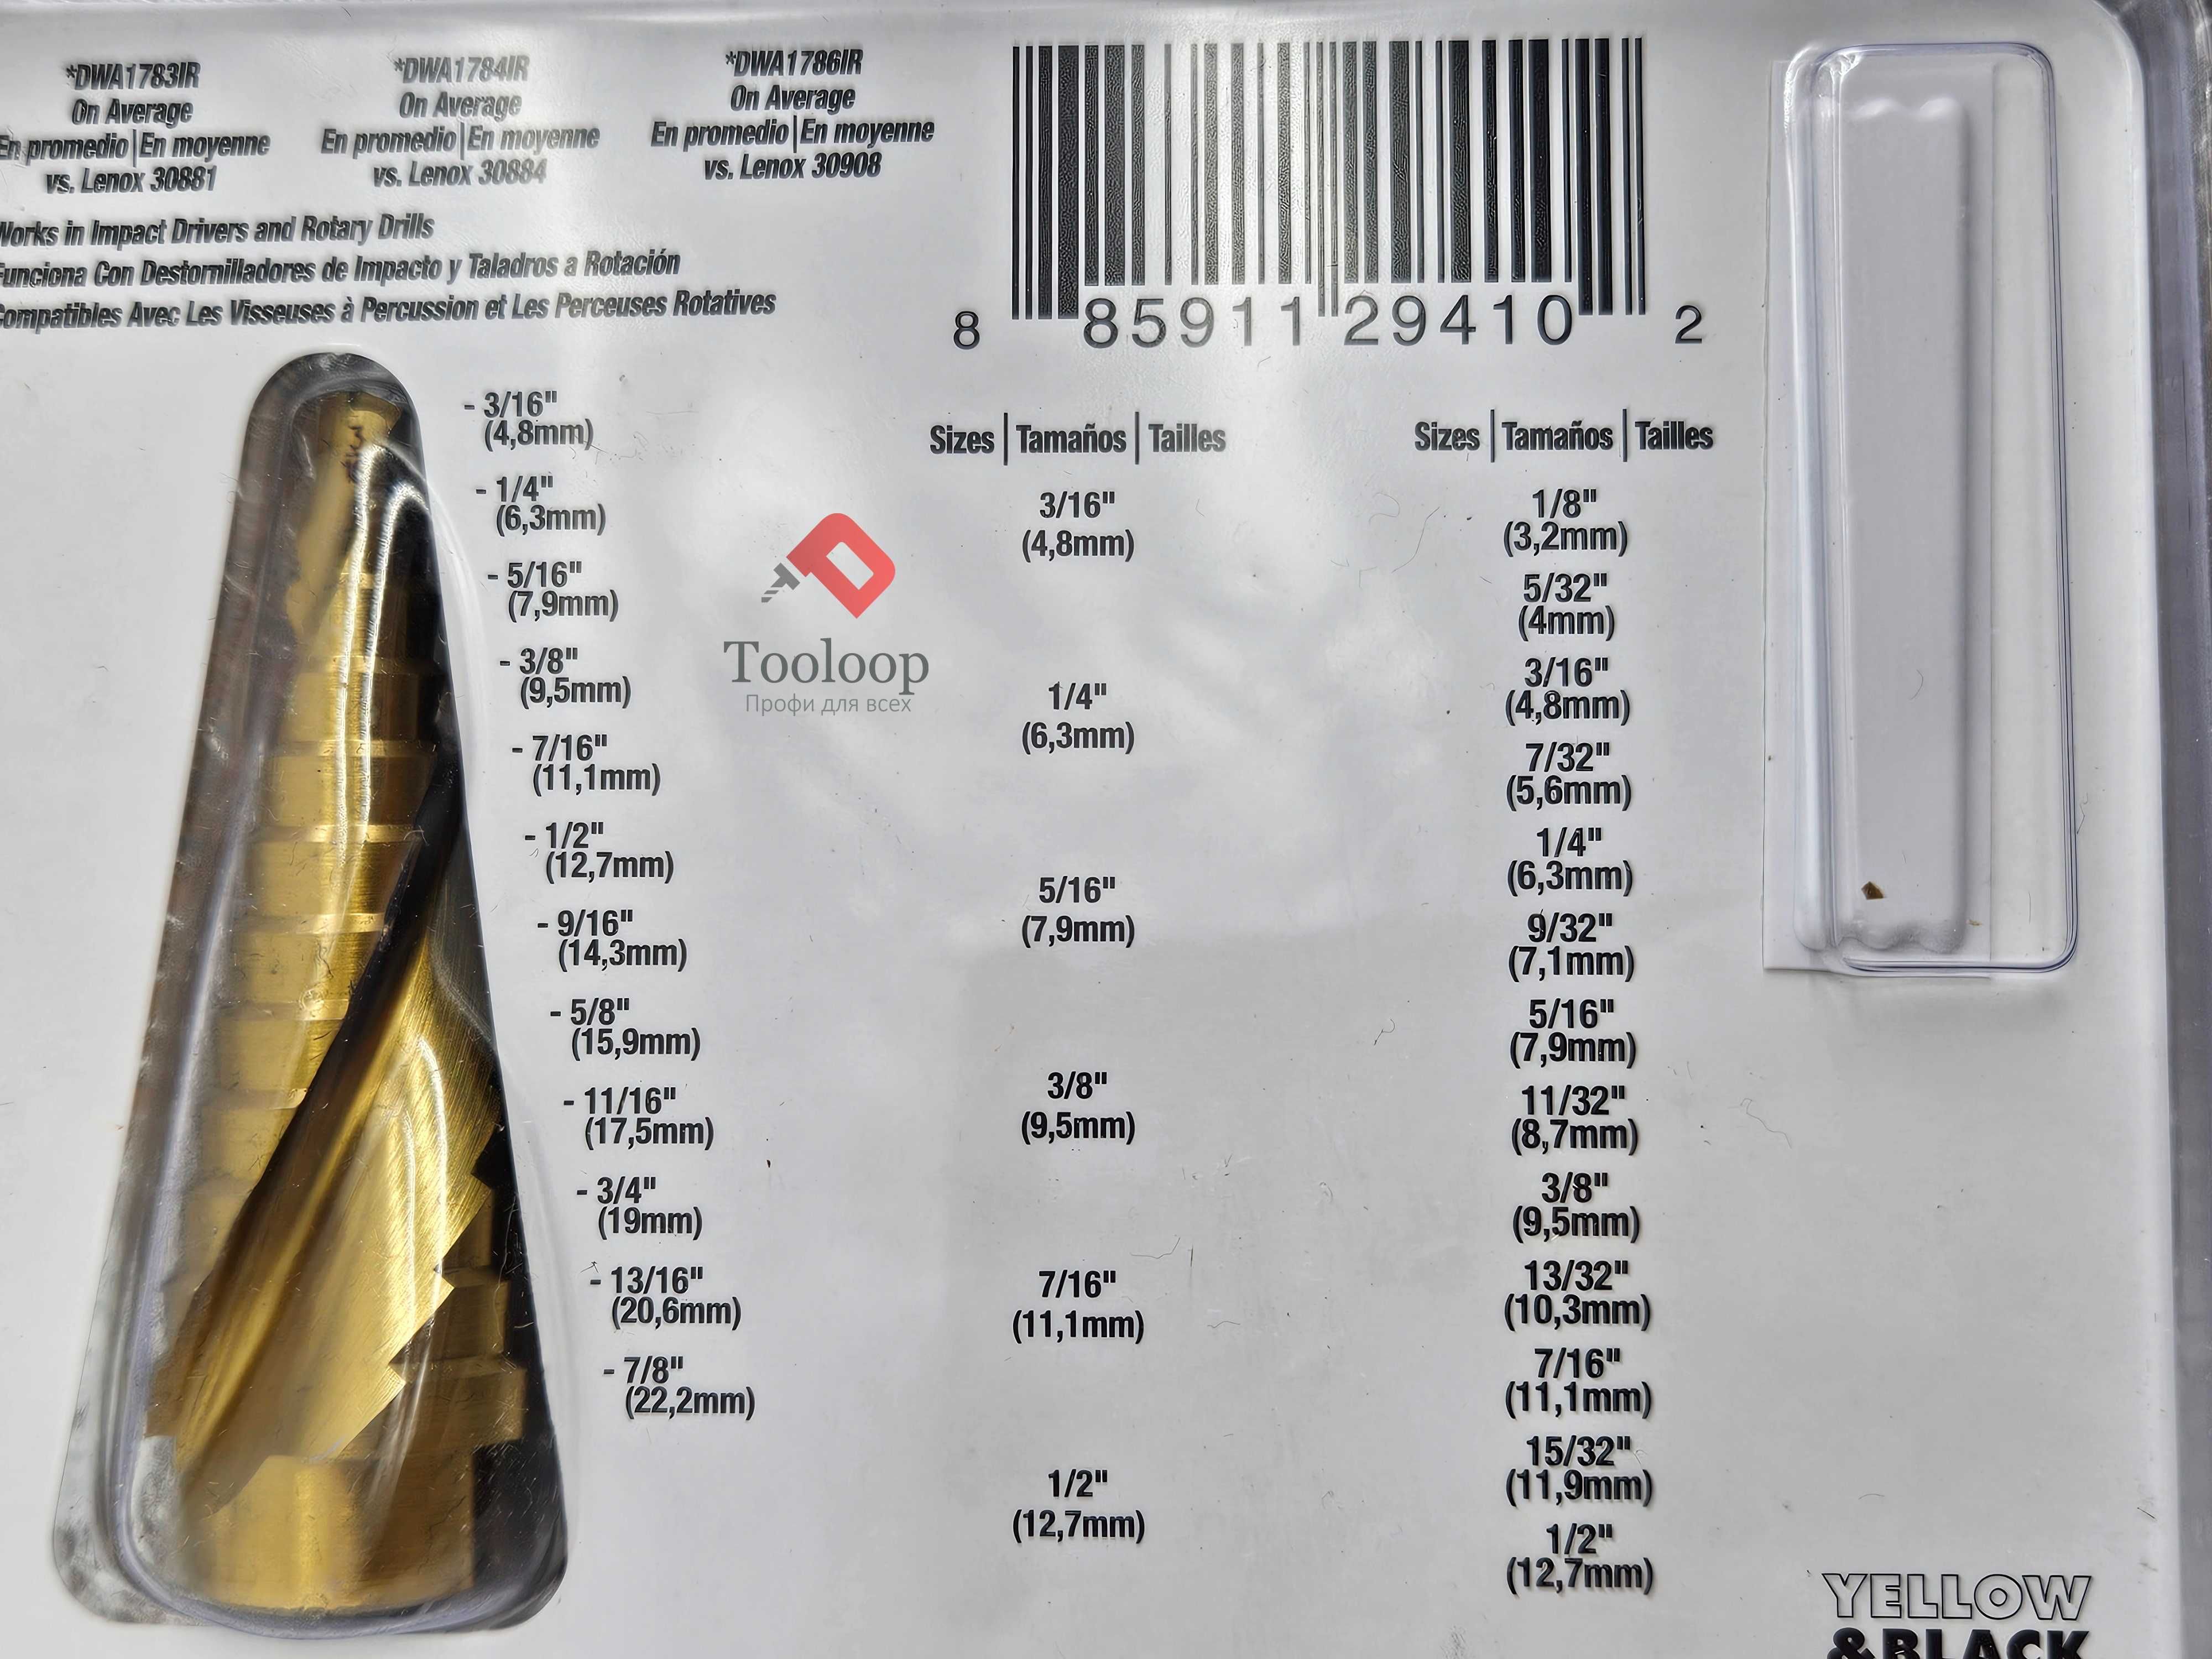 *DWA1783IR
On Average
En promedio|En moyenne
vs. Lenox 30881
*DWA1784IR
On Average
En promedio|En moyenne
vs. Lenox 30884
*DWA1786IR
On Average
En promedio|En moyenne
vs. Lenox 30908
Works in Impact Drivers and Rotary Drills
Funciona Con Destornilladores de Impacto y Taladros a Rotación
Compatibles Avec Les Visseuses à Percussion et Les Perceuses Rotatives
8 85911 29410 2
- 3/16"
(4,8mm)
- 1/4"
(6,3mm)
- 5/16"
(7,9mm)
- 3/8"
(9,5mm)
- 7/16"
(11,1mm)
- 1/2"
(12,7mm)
- 9/16"
(14,3mm)
- 5/8"
(15,9mm)
- 11/16"
(17,5mm)
- 3/4"
(19mm)
- 13/16"
(20,6mm)
- 7/8"
(22,2mm)
Tooloop
Профи для всех
Sizes|Tamaños|Tailles
3/16"
(4,8mm)
1/4"
(6,3mm)
5/16"
(7,9mm)
3/8"
(9,5mm)
7/16"
(11,1mm)
1/2"
(12,7mm)
Sizes|Tamaños|Tailles
1/8"
(3,2mm)
5/32"
(4mm)
3/16"
(4,8mm)
7/32"
(5,6mm)
1/4"
(6,3mm)
9/32"
(7,1mm)
5/16"
(7,9mm)
11/32"
(8,7mm)
3/8"
(9,5mm)
13/32"
(10,3mm)
7/16"
(11,1mm)
15/32"
(11,9mm)
1/2"
(12,7mm)
YELLOW
&BLACK